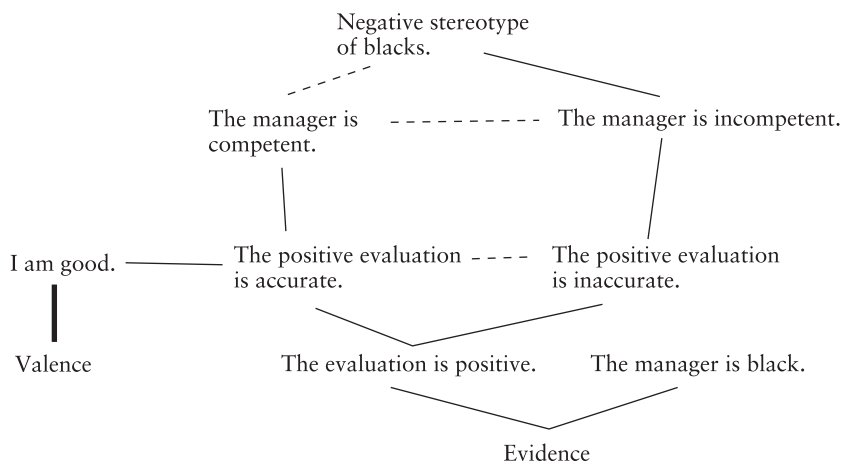 Negative stereotype
of blacks.
The manager is
competent.
The manager is incompetent.
I am good.
The positive evaluation
is accurate.
The positive evaluation
is inaccurate.
Valence
The evaluation is positive.
The manager is black.
Evidence